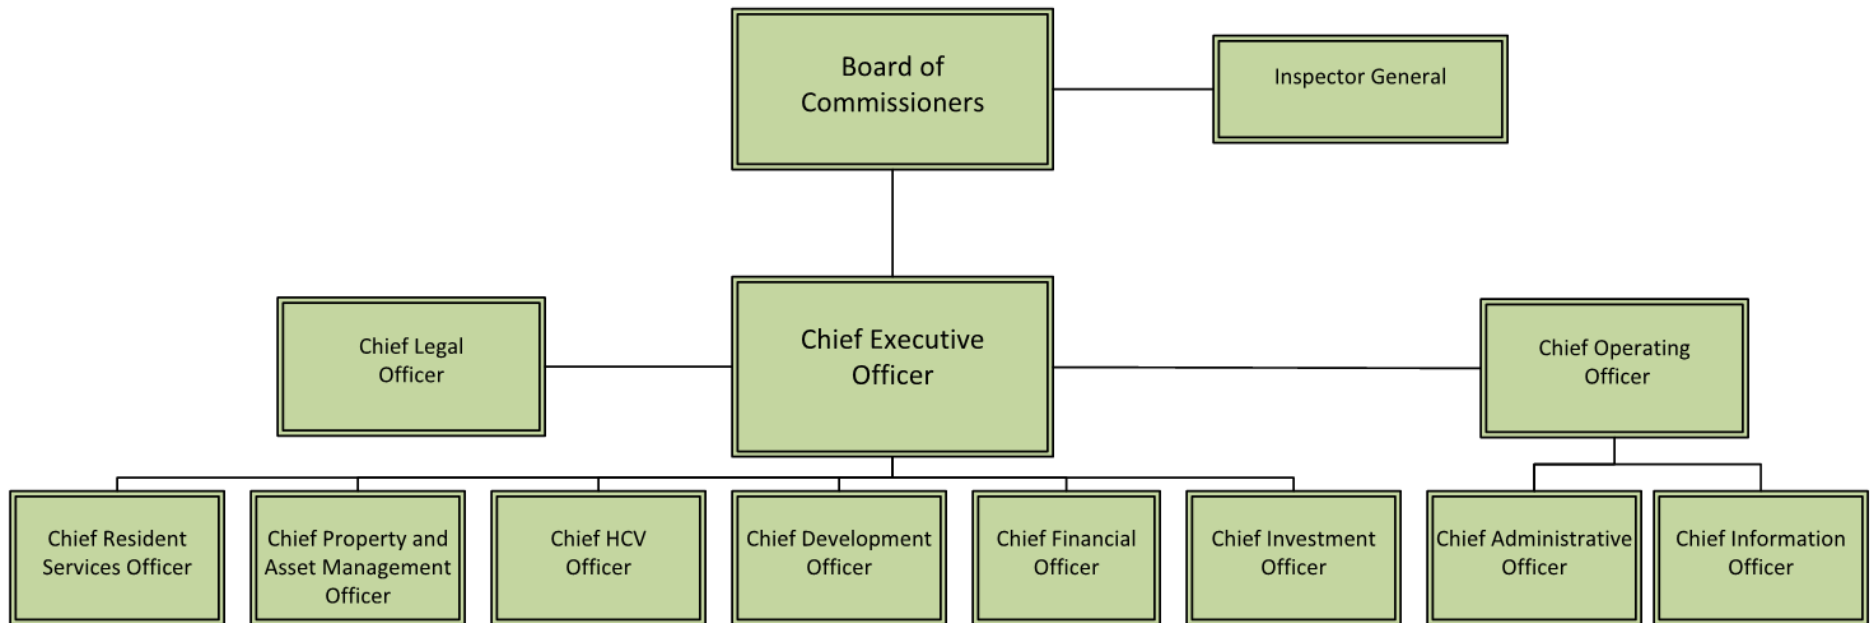 Board of
Commissioners
Inspector General
Chief Legal
Officer
Chief Executive
Officer
Chief Operating
Officer
Chief Resident
Services Officer
Chief Property and
Asset Management
Officer
Chief HCV
Officer
Chief Development
Officer
Chief Financial
Officer
Chief Investment
Officer
Chief Administrative
Officer
Chief Information
Officer